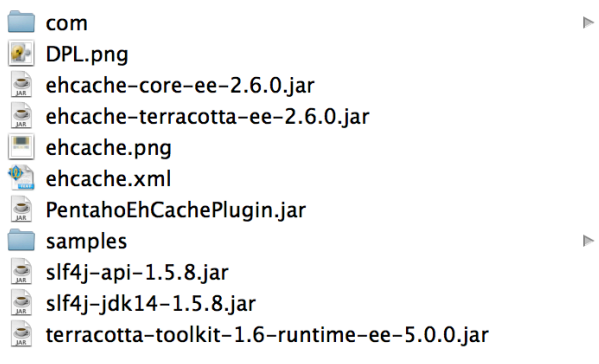 com
DPL.png
ehcache-core-ee-2.6.0.jar
ehcache-terracotta-ee-2.6.0.jar
ehcache.png
ehcache.xml
PentahoEhCachePlugin.jar
samples
slf4j-api-1.5.8.jar
slf4j-jdk14-1.5.8.jar
terracotta-toolkit-1.6-runtime-ee-5.0.0.jar